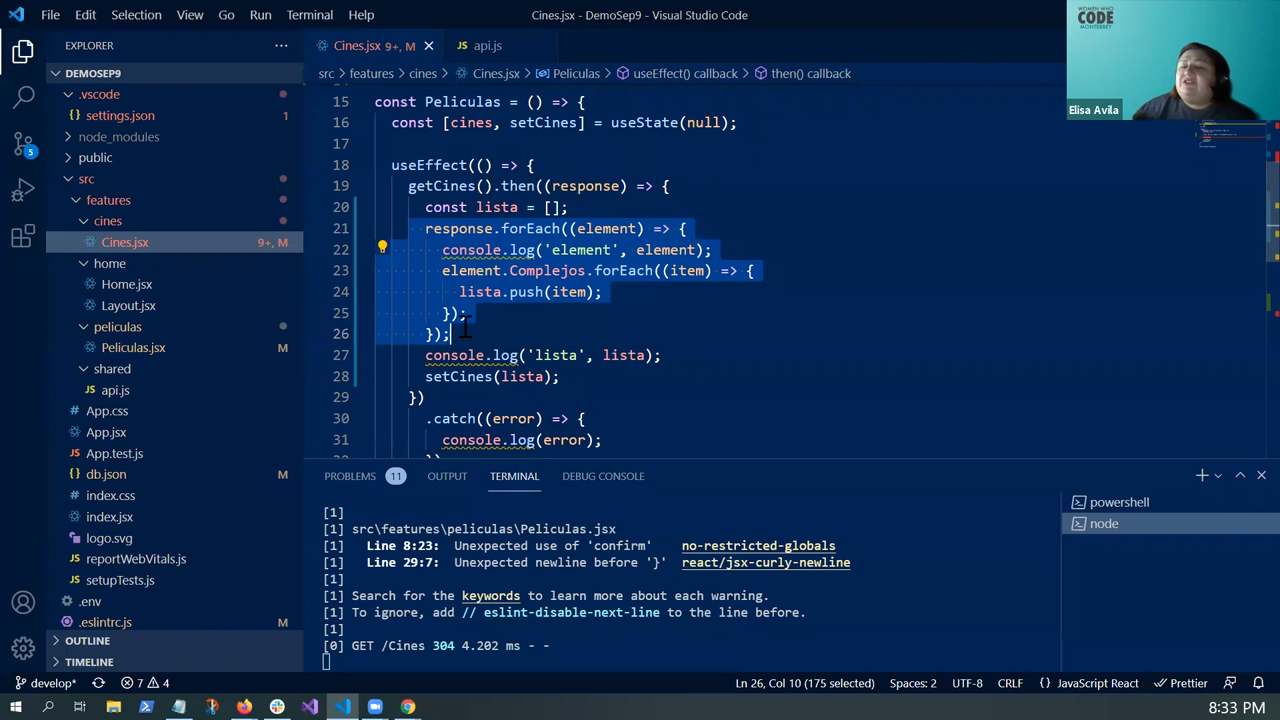 File Edit Selection View Go Run Terminal Help
Cines.jsx - DemoSep9 - Visual Studio Code
WOMEN WHO
CODE
MONTERREY
Elisa Avila
EXPLORER
DEMOSEP9
.vscode
settings.json 1
node_modules
public
src
features
cines
Cines.jsx 9+, M
home
Home.jsx
Layout.jsx
peliculas
Peliculas.jsx M
shared
api.js
App.css
App.jsx
App.test.js
db.json M
index.css
index.jsx
logo.svg
reportWebVitals.js
setupTests.js
.env
.eslintrc.js M
OUTLINE
TIMELINE
5
Cines.jsx 9+, M
api.js
src > features > cines > Cines.jsx > Peliculas > useEffect() callback > then() callback
15 const Peliculas = () => {
16 const [cines, setCines] = useState(null);
17
18 useEffect(() => {
19 getCines().then((response) => {
20 const lista = [];
21 response.forEach((element) => {
22 console.log('element', element);
23 element.Complejos.forEach((item) => {
24 lista.push(item);
25 });
26 });
27 console.log('lista', lista);
28 setCines(lista);
29 })
30 .catch((error) => {
31 console.log(error);
PROBLEMS 11 OUTPUT TERMINAL DEBUG CONSOLE
[1]
[1] src\features\peliculas\Peliculas.jsx
[1] Line 8:23: Unexpected use of 'confirm' no-restricted-globals
[1] Line 29:7: Unexpected newline before '}' react/jsx-curly-newline
[1]
[1] Search for the keywords to learn more about each warning.
[1] To ignore, add // eslint-disable-next-line to the line before.
[1]
[0] GET /Cines 304 4.202 ms - -
powershell
node
develop* 7 4
Ln 26, Col 10 (175 selected) Spaces: 2 UTF-8 CRLF JavaScript React Prettier
8:33 PM